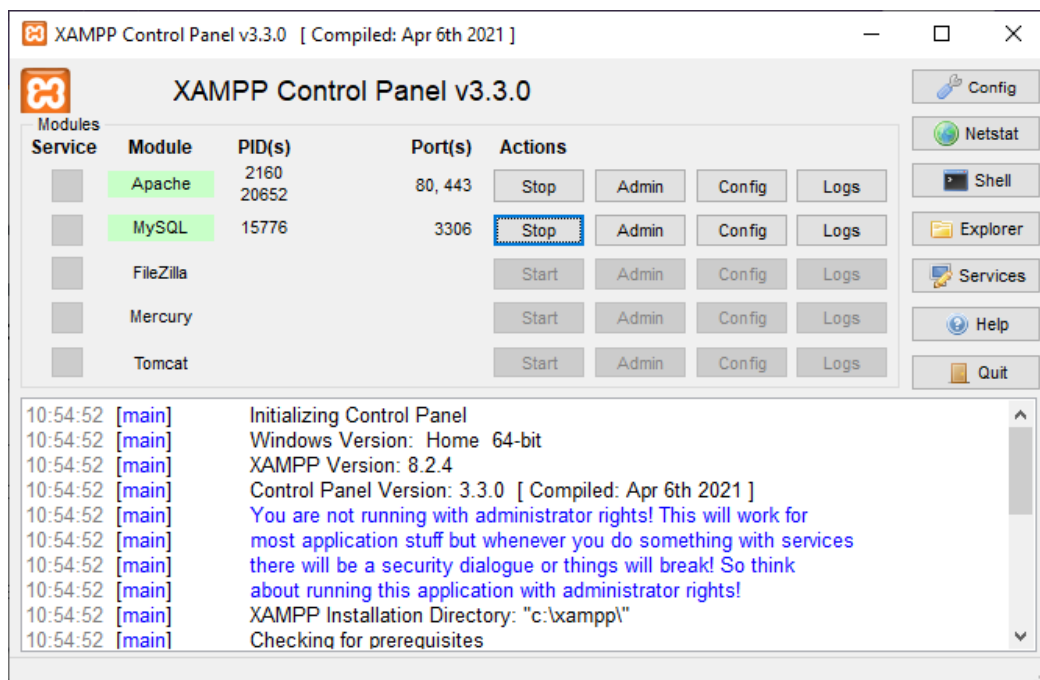 XAMPP Control Panel v3.3.0 [ Compiled: Apr 6th 2021 ]
XAMPP Control Panel v3.3.0
Config
Modules
Service Module PID(s) Port(s) Actions
Netstat
Apache 2160 20652 80, 443 Stop Admin Config Logs
Shell
MySQL 15776 3306 Stop Admin Config Logs
Explorer
FileZilla Start Admin Config Logs
Services
Mercury Start Admin Config Logs
Help
Tomcat Start Admin Config Logs
Quit
10:54:52 [main] Initializing Control Panel
10:54:52 [main] Windows Version: Home 64-bit
10:54:52 [main] XAMPP Version: 8.2.4
10:54:52 [main] Control Panel Version: 3.3.0 [ Compiled: Apr 6th 2021 ]
10:54:52 [main] You are not running with administrator rights! This will work for
10:54:52 [main] most application stuff but whenever you do something with services
10:54:52 [main] there will be a security dialogue or things will break! So think
10:54:52 [main] about running this application with administrator rights!
10:54:52 [main] XAMPP Installation Directory: "c:\xampp\"
10:54:52 [main] Checking for prerequisites